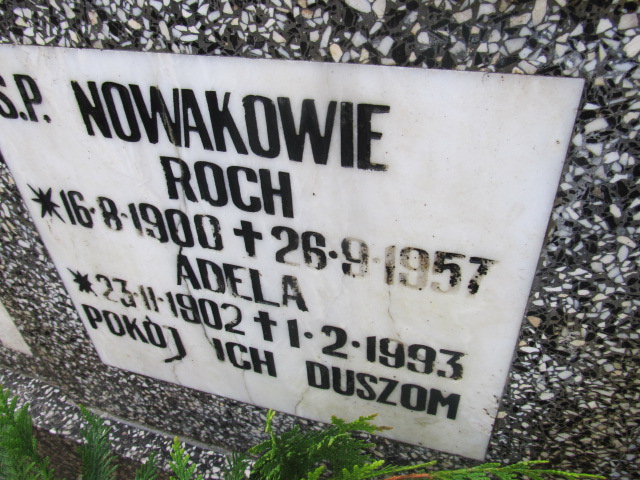 Ś.P. NOWAKOWIE
ROCH
*16·8·1900 ✝ 26·9·1957
ADELA
*23·11·1902 ✝ 1·2·1993
POKÓJ ICH DUSZOM